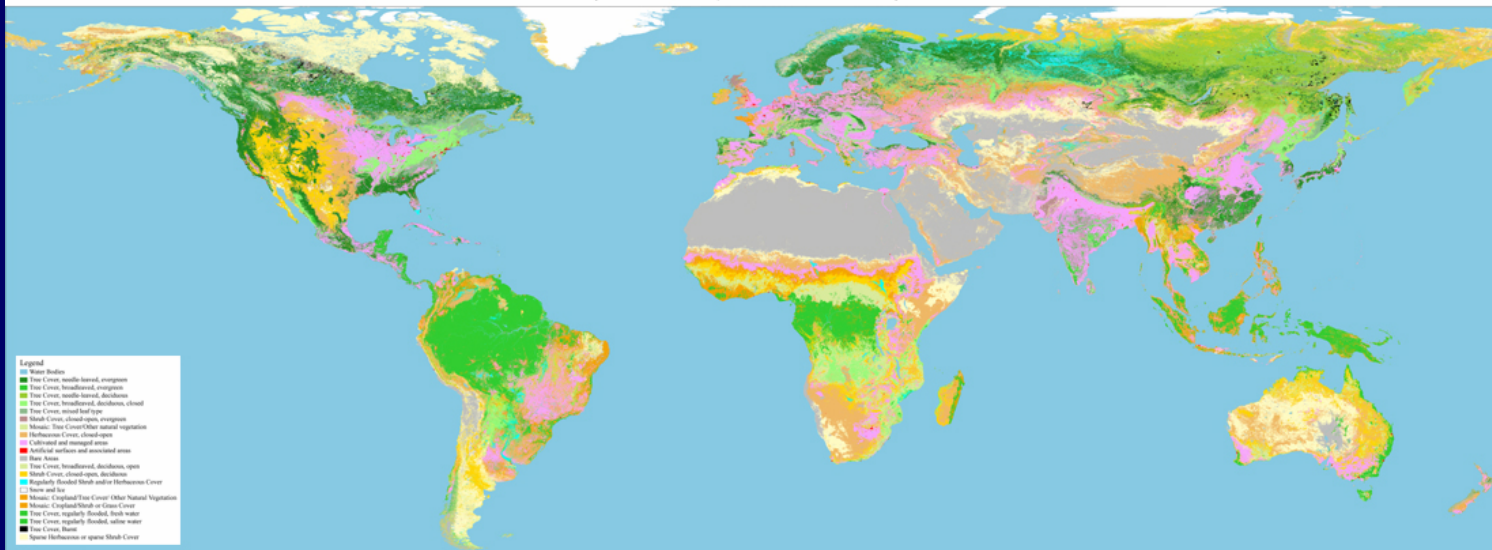 Legend
Water Bodies
Tree Cover, needle-leaved, evergreen
Tree Cover, broadleaved, evergreen
Tree Cover, needle-leaved, deciduous
Tree Cover, broadleaved, deciduous, closed
Tree Cover, mixed leaf type
Shrub Cover, closed-open, evergreen
Mosaic: Tree Cover/Other natural vegetation
Herbaceous Cover, closed-open
Cultivated and managed areas
Artificial surfaces and associated areas
Bare Areas
Tree Cover, broadleaved, deciduous, open
Shrub Cover, closed-open, deciduous
Regularly flooded Shrub and/or Herbaceous Cover
Snow and Ice
Mosaic: Cropland/Tree Cover/ Other Natural Vegetation
Mosaic: Cropland/Shrub or Grass Cover
Tree Cover, regularly flooded, fresh water
Tree Cover, regularly flooded, saline water
Tree Cover, Burnt
Sparse Herbaceous or sparse Shrub Cover